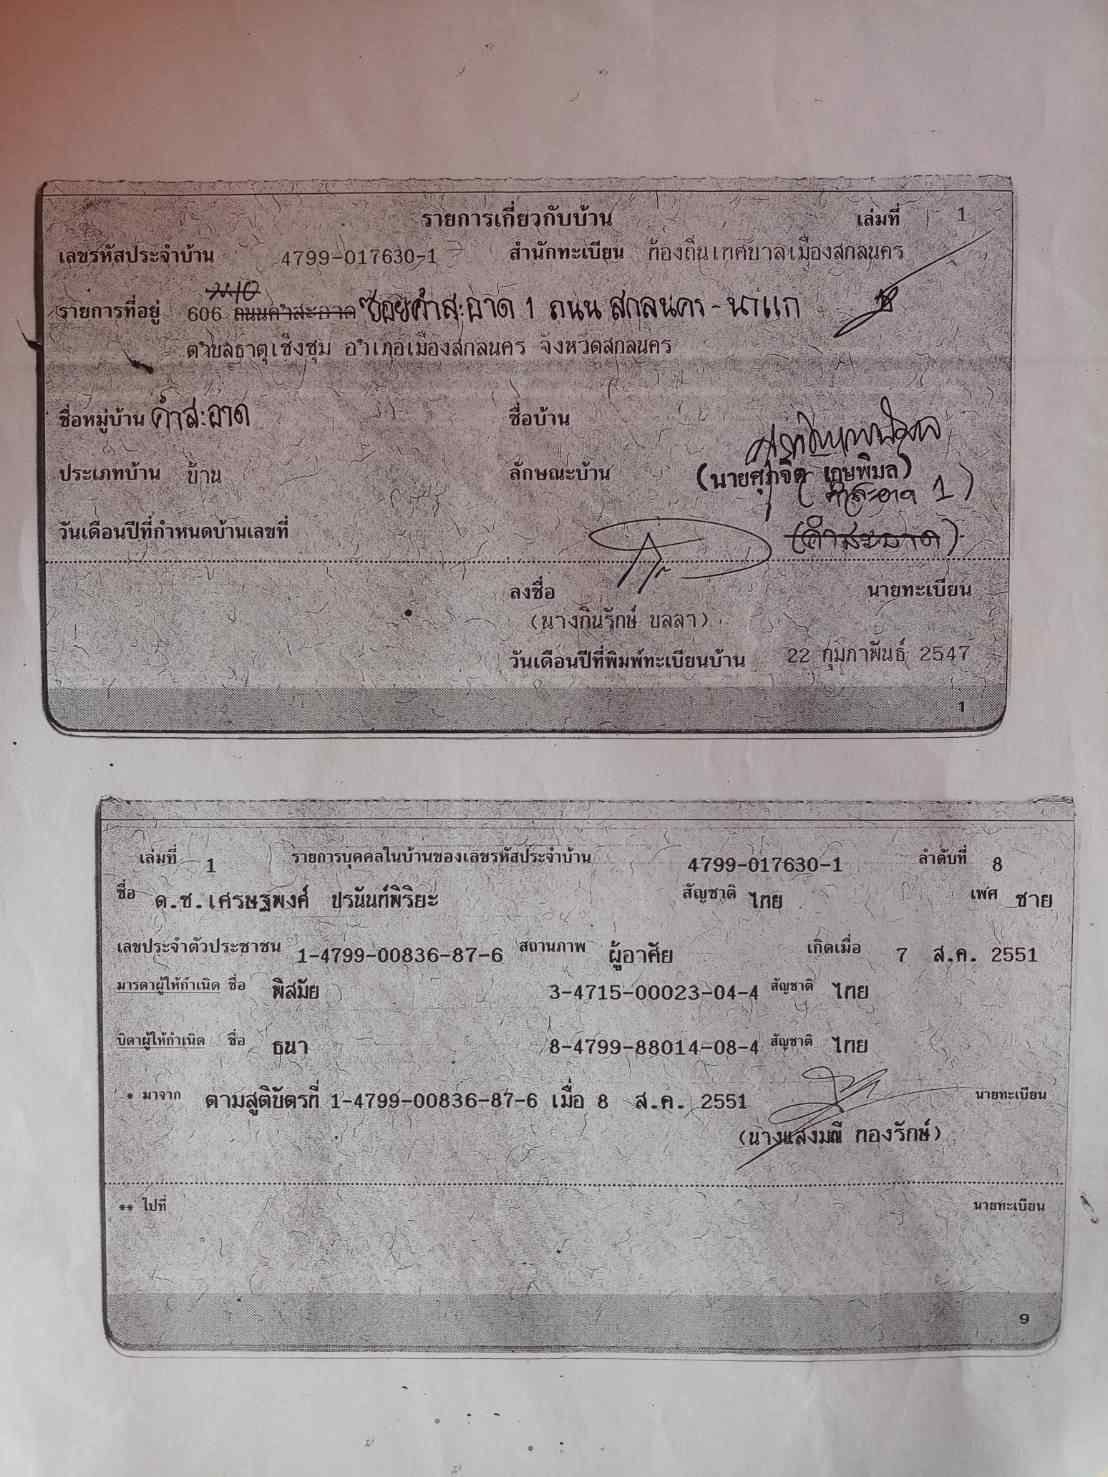 รายการเกี่ยวกับบ้าน เล่มที่ 1
เลขรหัสประจำบ้าน 4799-017630-1 สำนักทะเบียน ท้องถิ่นเทศบาลเมืองสกลนคร
รายการที่อยู่ 606 ถนนคำสะอาด ซอยคำสะอาด 1 ถนน สกลนคร - นาแก
ตำบลธาตุเชิงชุม อำเภอเมืองสกลนคร จังหวัดสกลนคร
ชื่อหมู่บ้าน คำสะอาด ชื่อบ้าน
ประเภทบ้าน บ้าน ลักษณะบ้าน (นายศุภจิต เกษพิมล)
(คำสะอาด 1)
วันเดือนปีที่กำหนดบ้านเลขที่ (คำสะอาด)
ลงชื่อ นายทะเบียน
(นางกินรักษ์ บลลา)
วันเดือนปีที่พิมพ์ทะเบียนบ้าน 22 กุมภาพันธ์ 2547
1
เล่มที่ 1 รายการบุคคลในบ้านของเลขรหัสประจำบ้าน 4799-017630-1 ลำดับที่ 8
ชื่อ ด.ช.เศรษฐพงศ์ ปรนันท์พิริยะ สัญชาติ ไทย เพศ ชาย
เลขประจำตัวประชาชน 1-4799-00836-87-6 สถานภาพ ผู้อาศัย เกิดเมื่อ 7 ส.ค. 2551
มารดาผู้ให้กำเนิด ชื่อ พิสมัย 3-4715-00023-04-4 สัญชาติ ไทย
บิดาผู้ให้กำเนิด ชื่อ ธนา 8-4799-88014-08-4 สัญชาติ ไทย
* มาจาก ตามสูติบัตรที่ 1-4799-00836-87-6 เมื่อ 8 ส.ค. 2551 นายทะเบียน
(นางแสงมณี ทองรักษ์)
** ไปที่ นายทะเบียน
9